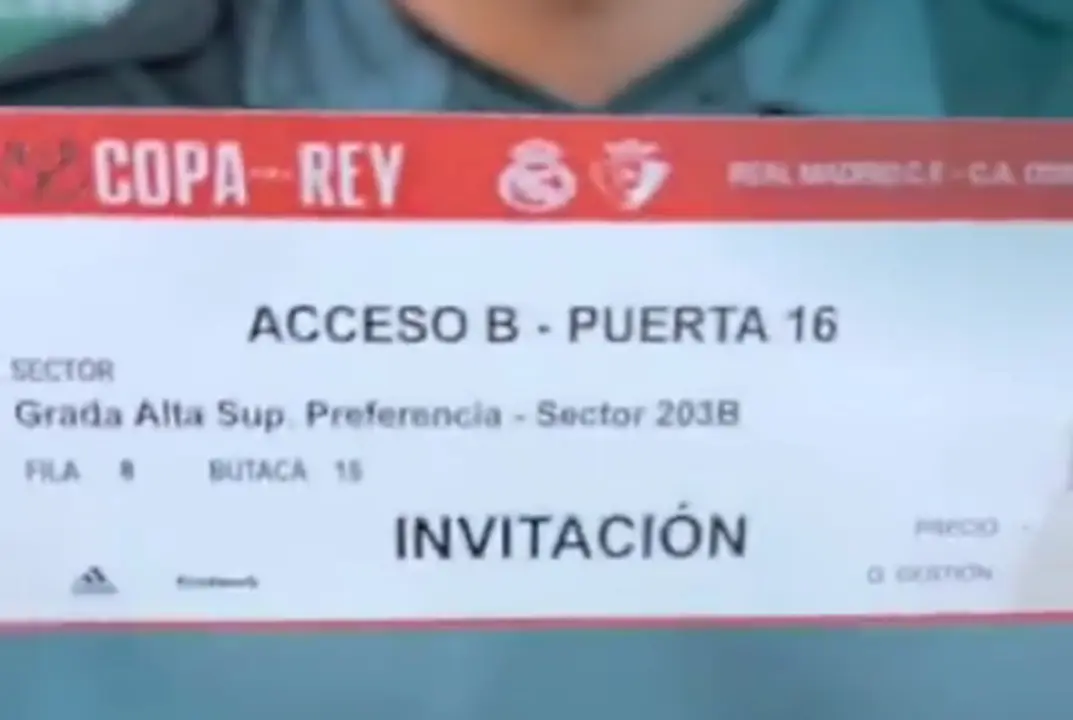 COPA REY
REAL MADRID C.F. - C.A.
ACCESO B - PUERTA 16
SECTOR
Grada Alta Sup. Preferencia - Sector 203B
FILA 8 BUTACA
INVITACIÓN
PRECIO -
G. GESTIÓN